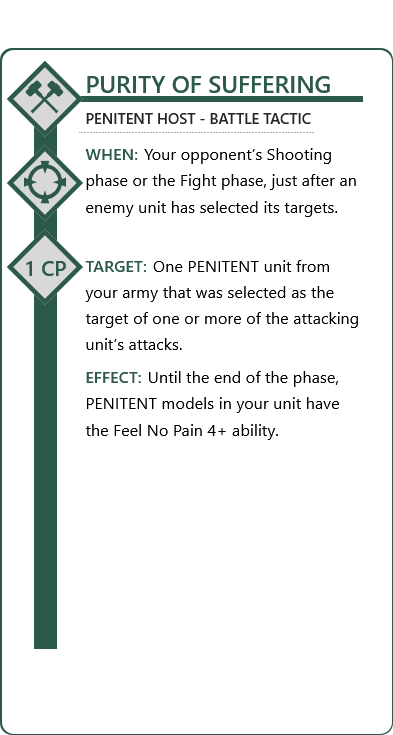 PURITY OF SUFFERING
PENITENT HOST - BATTLE TACTIC
WHEN: Your opponent’s Shooting
phase or the Fight phase, just after an
enemy unit has selected its targets.
1 CP
TARGET: One PENITENT unit from
your army that was selected as the
target of one or more of the attacking
unit’s attacks.
EFFECT: Until the end of the phase,
PENITENT models in your unit have
the Feel No Pain 4+ ability.